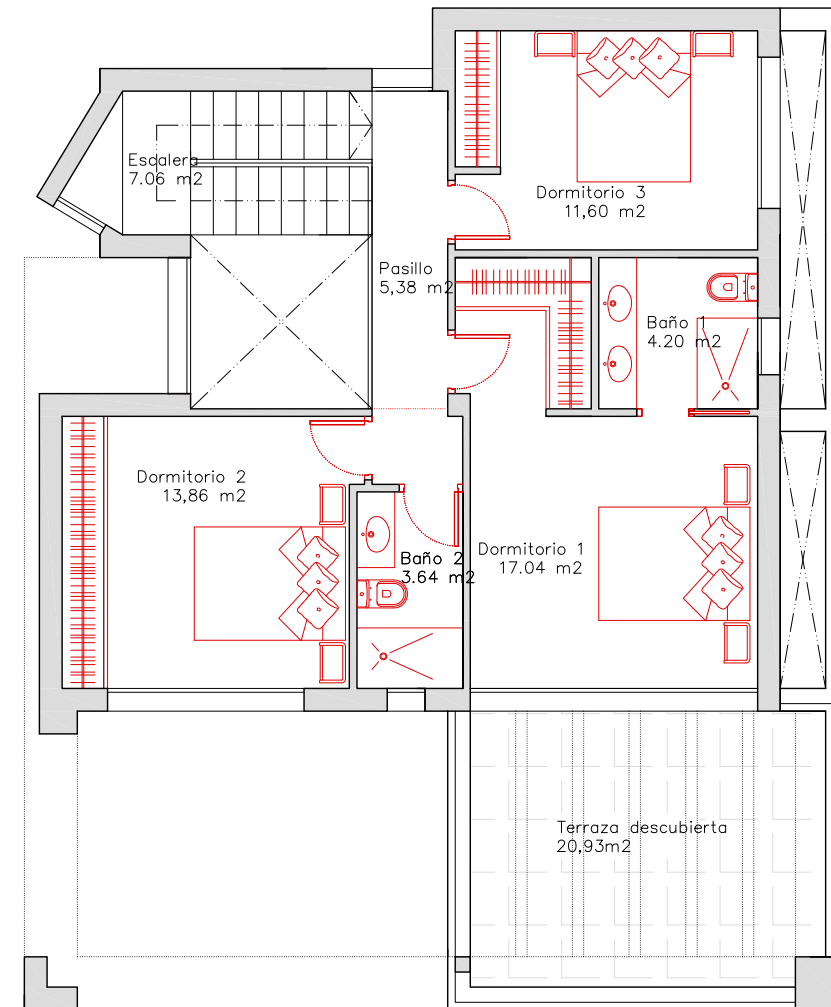 Escalera
7.06 m2
Dormitorio 3
11,60 m2
Pasillo
5,38 m2
Baño 1
4.20 m2
Dormitorio 2
13,86 m2
Baño 2
3.64 m2
Dormitorio 1
17.04 m2
Terraza descubierta
20,93m2